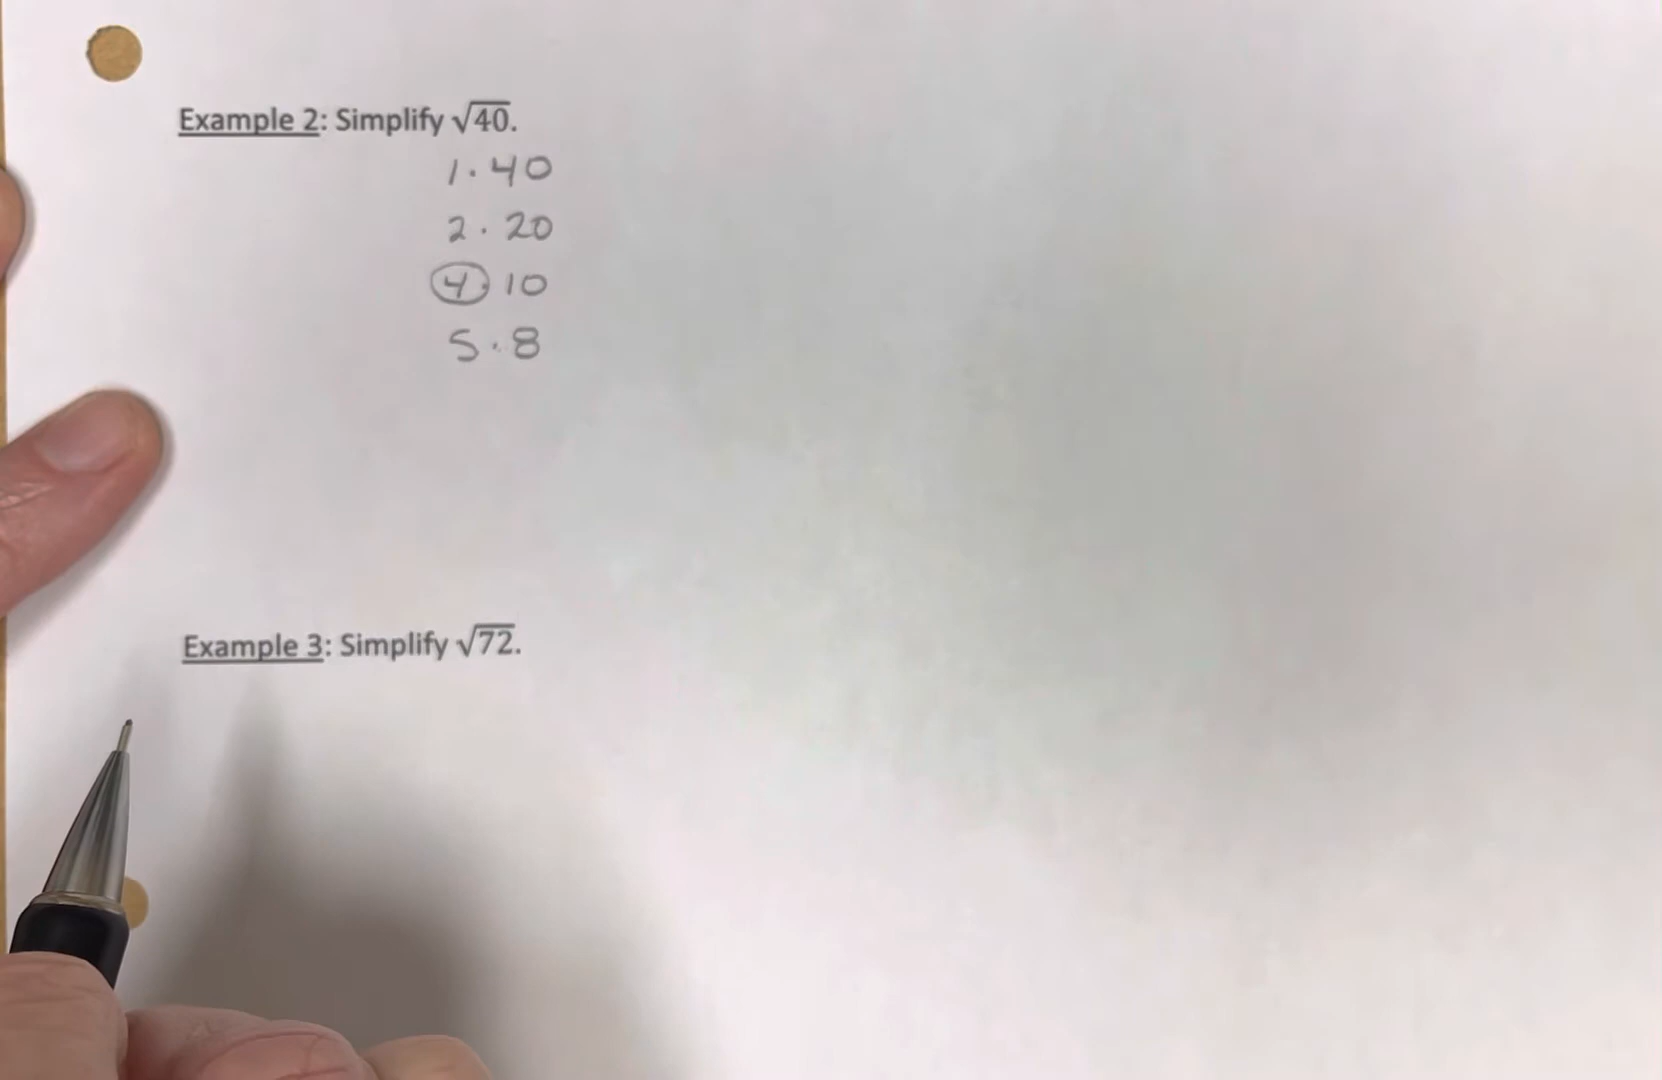 Example 2: Simplify √40.
1 · 40
2 · 20
4 · 10
5 · 8
Example 3: Simplify √72.